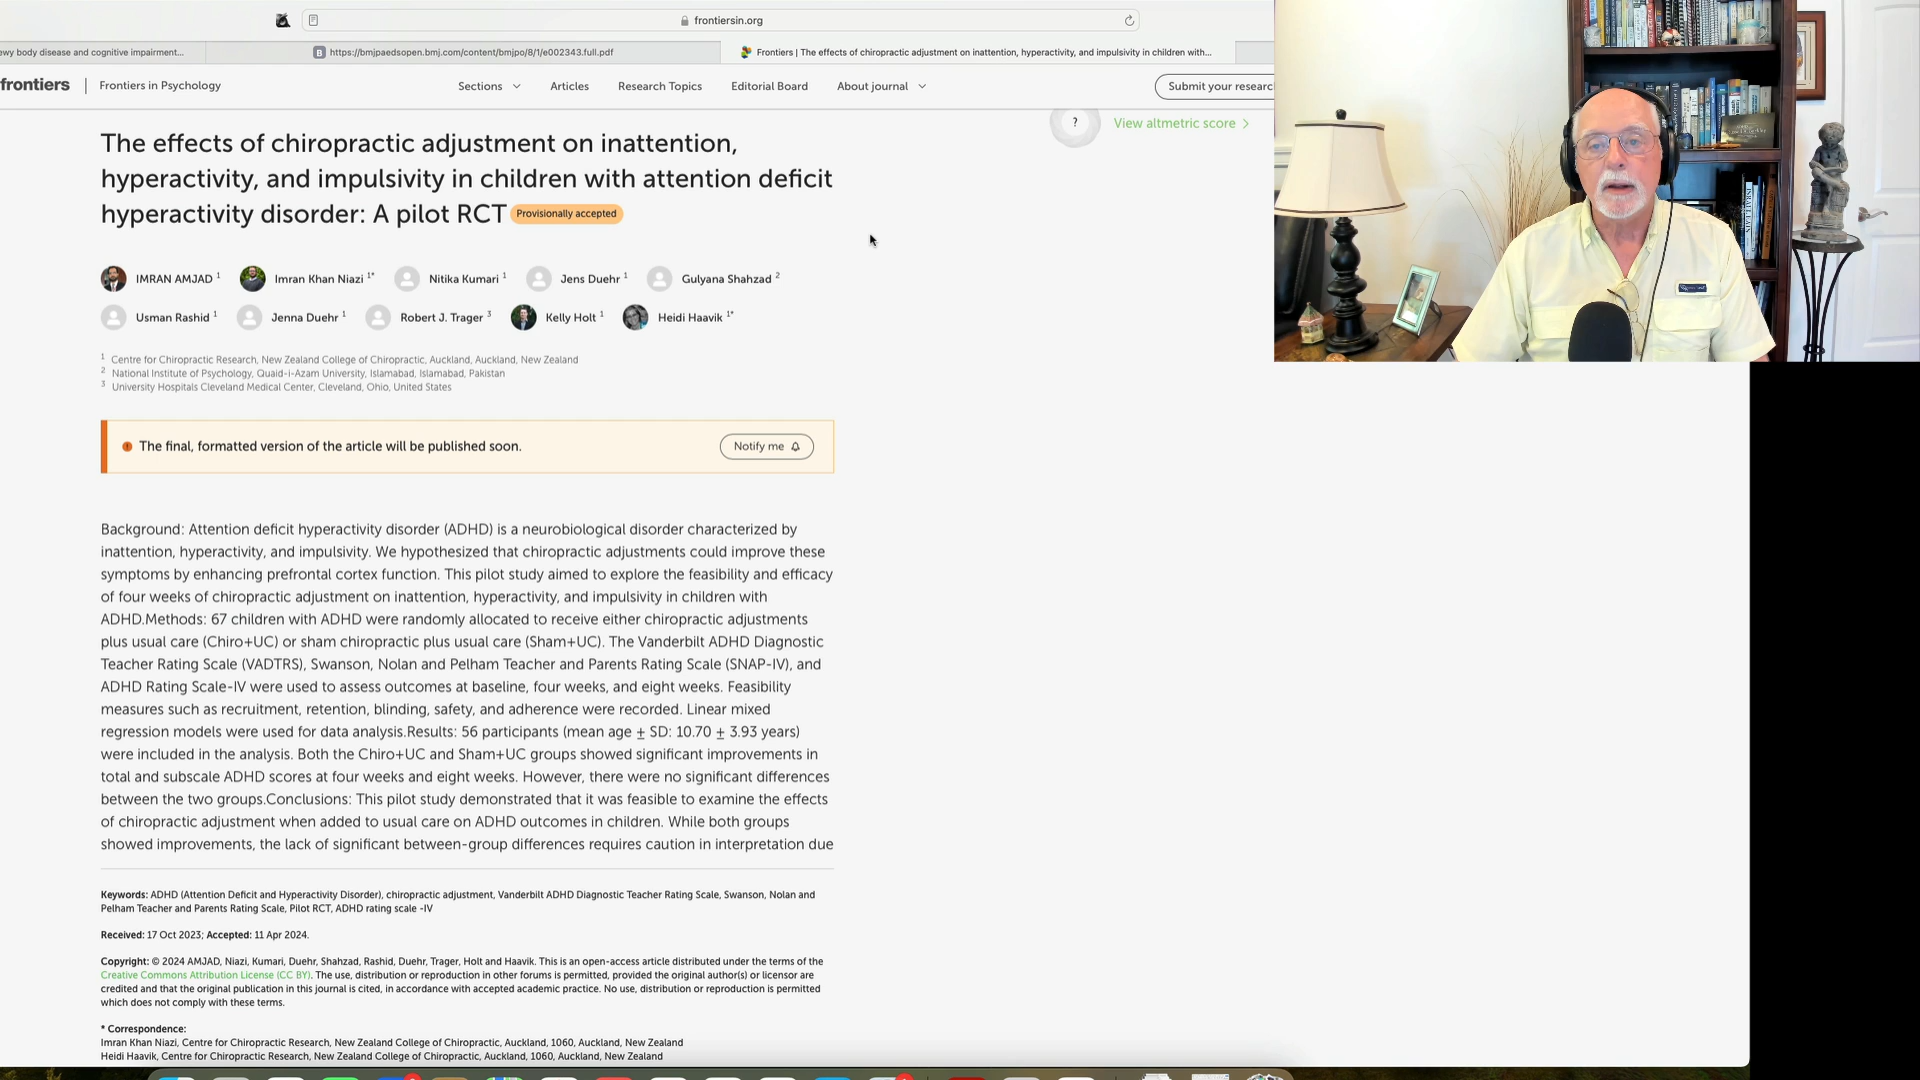 frontiersin.org
ewy body disease and cognitive impairment...
https://bmjpaedsopen.bmj.com/content/bmjpo/8/1/e002343.full.pdf
Frontiers | The effects of chiropractic adjustment on inattention, hyperactivity, and impulsivity in children with...
frontiers
Frontiers in Psychology
Sections
Articles
Research Topics
Editorial Board
About journal
Submit your researc
?
View altmetric score
The effects of chiropractic adjustment on inattention,
hyperactivity, and impulsivity in children with attention deficit
hyperactivity disorder: A pilot RCT Provisionally accepted
IMRAN AMJAD 1
Imran Khan Niazi 1*
Nitika Kumari 1
Jens Duehr 1
Gulyana Shahzad 2
Usman Rashid 1
Jenna Duehr 1
Robert J. Trager 3
Kelly Holt 1
Heidi Haavik 1*
1 Centre for Chiropractic Research, New Zealand College of Chiropractic, Auckland, Auckland, New Zealand
2 National Institute of Psychology, Quaid-i-Azam University, Islamabad, Islamabad, Pakistan
3 University Hospitals Cleveland Medical Center, Cleveland, Ohio, United States
The final, formatted version of the article will be published soon.
Notify me
Background: Attention deficit hyperactivity disorder (ADHD) is a neurobiological disorder characterized by
inattention, hyperactivity, and impulsivity. We hypothesized that chiropractic adjustments could improve these
symptoms by enhancing prefrontal cortex function. This pilot study aimed to explore the feasibility and efficacy
of four weeks of chiropractic adjustment on inattention, hyperactivity, and impulsivity in children with
ADHD.Methods: 67 children with ADHD were randomly allocated to receive either chiropractic adjustments
plus usual care (Chiro+UC) or sham chiropractic plus usual care (Sham+UC). The Vanderbilt ADHD Diagnostic
Teacher Rating Scale (VADTRS), Swanson, Nolan and Pelham Teacher and Parents Rating Scale (SNAP-IV), and
ADHD Rating Scale-IV were used to assess outcomes at baseline, four weeks, and eight weeks. Feasibility
measures such as recruitment, retention, blinding, safety, and adherence were recorded. Linear mixed
regression models were used for data analysis.Results: 56 participants (mean age ± SD: 10.70 ± 3.93 years)
were included in the analysis. Both the Chiro+UC and Sham+UC groups showed significant improvements in
total and subscale ADHD scores at four weeks and eight weeks. However, there were no significant differences
between the two groups.Conclusions: This pilot study demonstrated that it was feasible to examine the effects
of chiropractic adjustment when added to usual care on ADHD outcomes in children. While both groups
showed improvements, the lack of significant between-group differences requires caution in interpretation due
Keywords: ADHD (Attention Deficit and Hyperactivity Disorder), chiropractic adjustment, Vanderbilt ADHD Diagnostic Teacher Rating Scale, Swanson, Nolan and
Pelham Teacher and Parents Rating Scale, Pilot RCT, ADHD rating scale -IV
Received: 17 Oct 2023; Accepted: 11 Apr 2024.
Copyright: © 2024 AMJAD, Niazi, Kumari, Duehr, Shahzad, Rashid, Duehr, Trager, Holt and Haavik. This is an open-access article distributed under the terms of the
Creative Commons Attribution License (CC BY). The use, distribution or reproduction in other forums is permitted, provided the original author(s) or licensor are
credited and that the original publication in this journal is cited, in accordance with accepted academic practice. No use, distribution or reproduction is permitted
which does not comply with these terms.
* Correspondence:
Imran Khan Niazi, Centre for Chiropractic Research, New Zealand College of Chiropractic, Auckland, 1060, Auckland, New Zealand
Heidi Haavik, Centre for Chiropractic Research, New Zealand College of Chiropractic, Auckland, 1060, Auckland, New Zealand